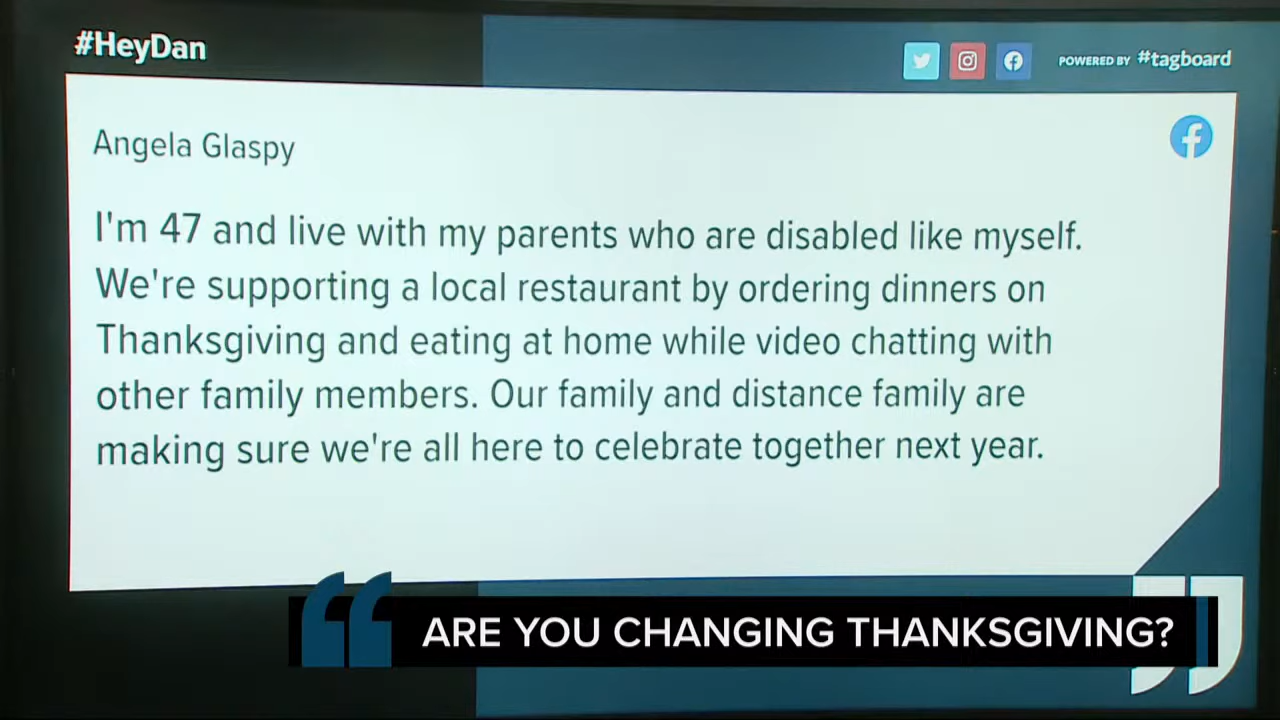 #HeyDan
POWERED BY #tagboard
Angela Glaspy
I'm 47 and live with my parents who are disabled like myself.
We're supporting a local restaurant by ordering dinners on
Thanksgiving and eating at home while video chatting with
other family members. Our family and distance family are
making sure we're all here to celebrate together next year.
ARE YOU CHANGING THANKSGIVING?